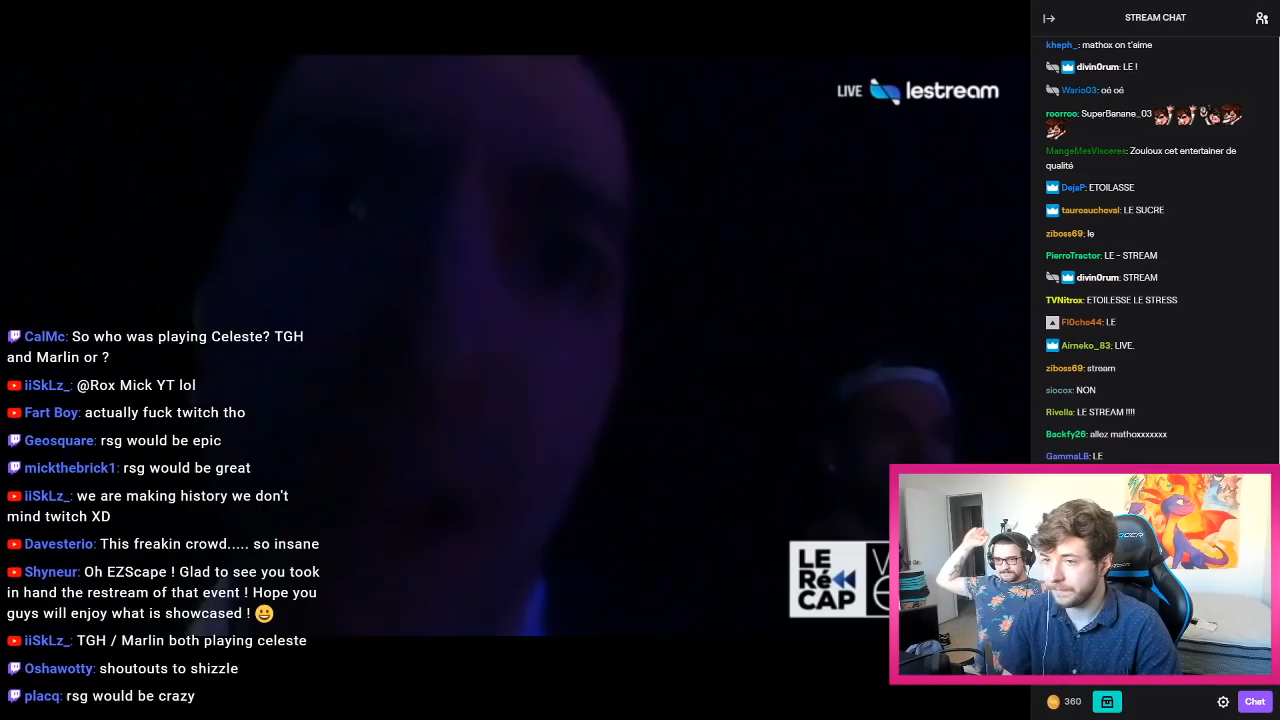 LIVE lestream
CalMc: So who was playing Celeste? TGH
and Marlin or ?
iiSkLz_: @Rox Mick YT lol
Fart Boy: actually fuck twitch tho
Geosquare: rsg would be epic
mickthebrick1: rsg would be great
iiSkLz_: we are making history we don't
mind twitch XD
Davesterio: This freakin crowd..... so insane
Shyneur: Oh EZScape ! Glad to see you took
in hand the restream of that event ! Hope you
guys will enjoy what is showcased ! 😃
iiSkLz_: TGH / Marlin both playing celeste
Oshawotty: shoutouts to shizzle
placq: rsg would be crazy
LE
Ré
CAP
STREAM CHAT
kheph_: mathox on t'aime
divin0rum: LE !
Wario03: oé oé
roorroo: SuperBanane_03
MangeMesVisceres: Zouloux cet entertainer de
qualité
DejaP: ETOILASSE
taureaucheval: LE SUCRE
ziboss69: le
PierroTractor: LE - STREAM
divin0rum: STREAM
TVNitrox: ETOILESSE LE STRESS
Fl0che44: LE
Airneko_83: LIVE.
ziboss69: stream
siocox: NON
Rivella: LE STREAM !!!!
Backfy26: allez mathoxxxxxxx
GammaLB: LE
360
Chat